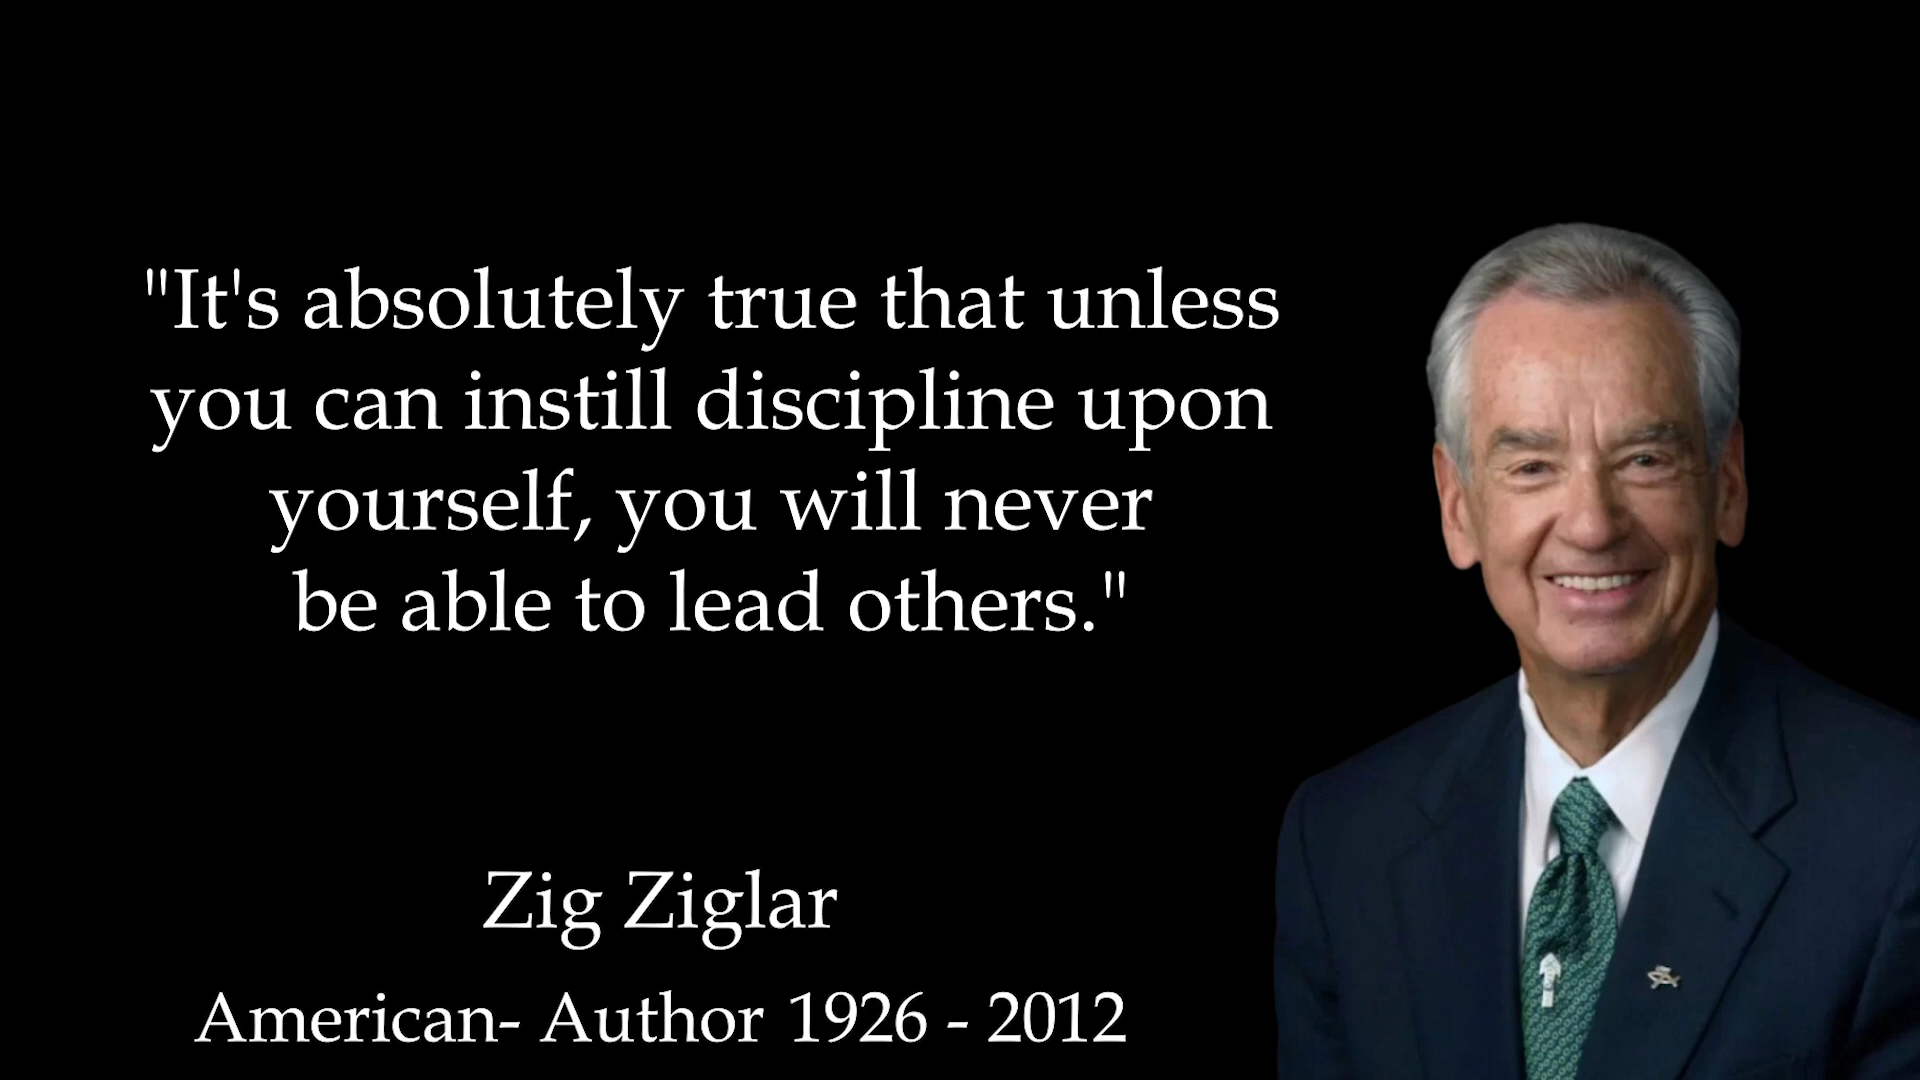 "It's absolutely true that unless
you can instill discipline upon
yourself, you will never
be able to lead others."
Zig Ziglar
American- Author 1926 - 2012